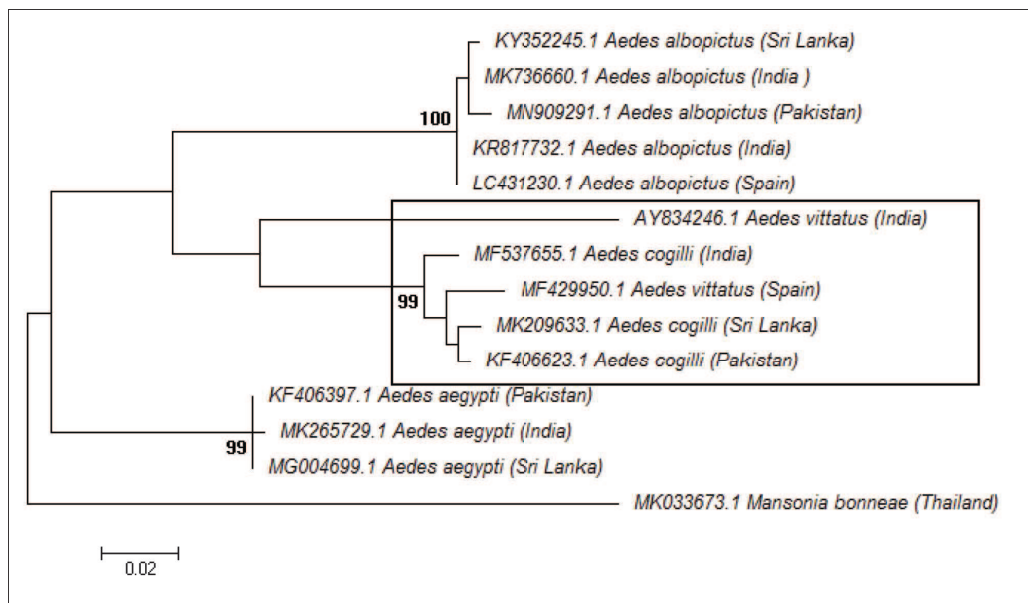 KY352245.1 Aedes albopictus (Sri Lanka)
MK736660.1 Aedes albopictus (India )
MN909291.1 Aedes albopictus (Pakistan)
100
KR817732.1 Aedes albopictus (India)
LC431230.1 Aedes albopictus (Spain)
AY834246.1 Aedes vittatus (India)
MF537655.1 Aedes cogilli (India)
99
MF429950.1 Aedes vittatus (Spain)
MK209633.1 Aedes cogilli (Sri Lanka)
KF406623.1 Aedes cogilli (Pakistan)
KF406397.1 Aedes aegypti (Pakistan)
MK265729.1 Aedes aegypti (India)
99
MG004699.1 Aedes aegypti (Sri Lanka)
MK033673.1 Mansonia bonneae (Thailand)
0.02